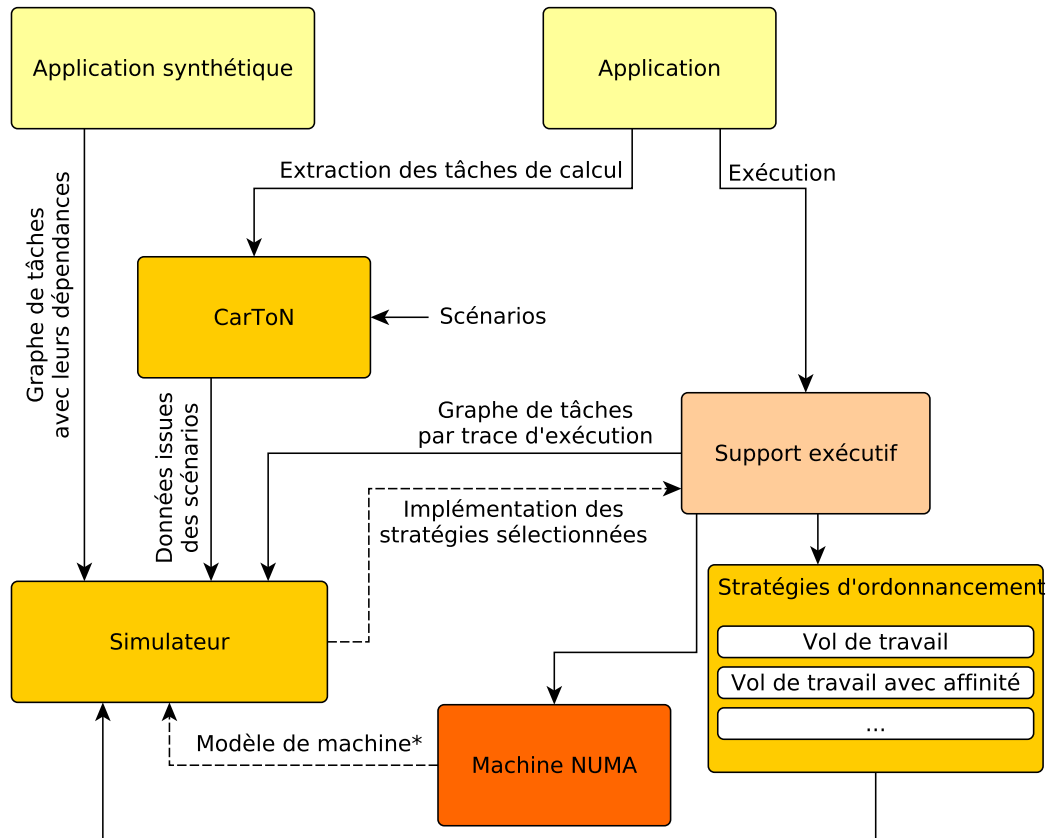 Application synthétique
Application
Extraction des tâches de calcul
Exécution
Graphe de tâches
avec leurs dépendances
CarToN
Scénarios
Données issues
des scénarios
Graphe de tâches
par trace d'exécution
Support exécutif
Implémentation des
stratégies sélectionnées
Stratégies d'ordonnancement
Vol de travail
Vol de travail avec affinité
...
Simulateur
Modèle de machine*
Machine NUMA